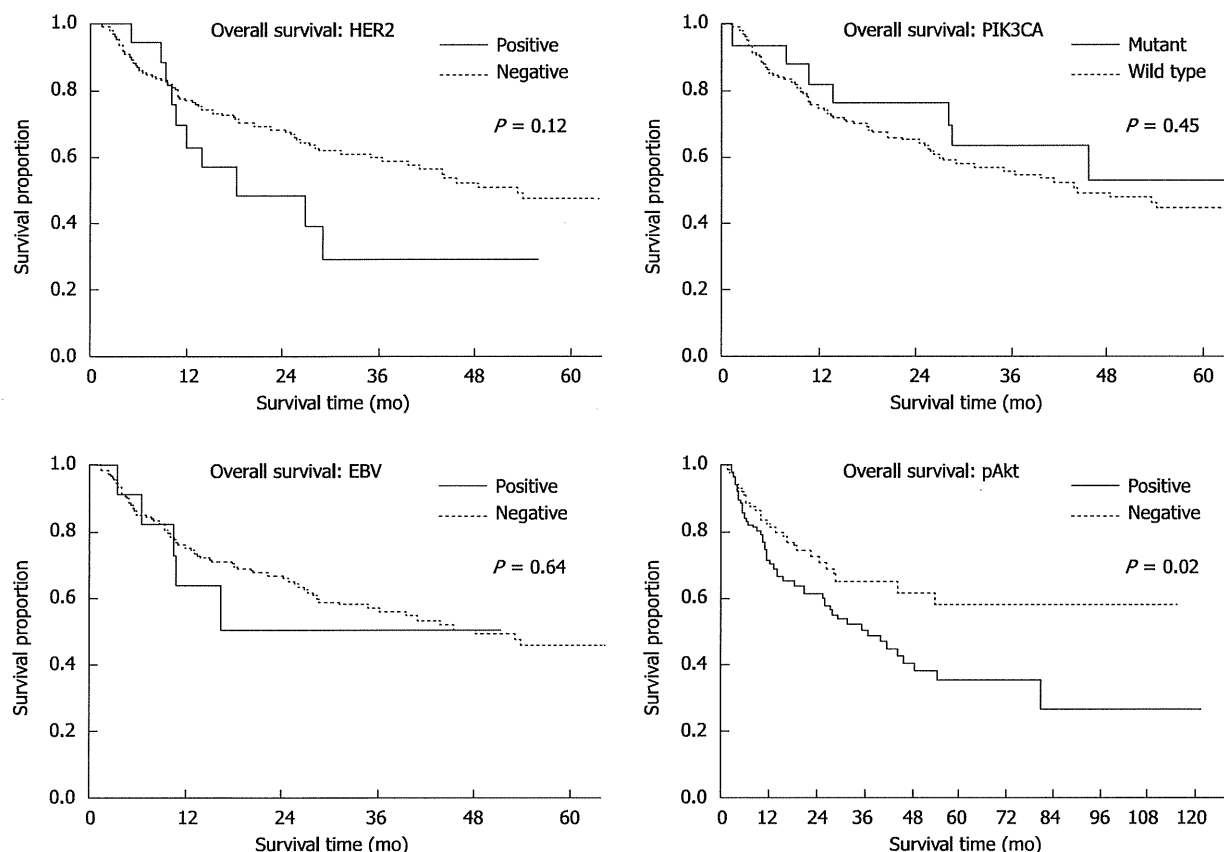 Overall survival: HER2
Positive
Negative
P = 0.12
Survival proportion
1.0
0.8
0.6
0.4
0.2
0.0
0 12 24 36 48 60
Survival time (mo)
Overall survival: PIK3CA
Mutant
Wild type
P = 0.45
Survival proportion
1.0
0.8
0.6
0.4
0.2
0.0
0 12 24 36 48 60
Survival time (mo)
Overall survival: EBV
Positive
Negative
P = 0.64
Survival proportion
1.0
0.8
0.6
0.4
0.2
0.0
0 12 24 36 48 60
Survival time (mo)
Overall survival: pAkt
Positive
Negative
P = 0.02
Survival proportion
1.0
0.8
0.6
0.4
0.2
0.0
0 12 24 36 48 60 72 84 96 108 120
Survival time (mo)